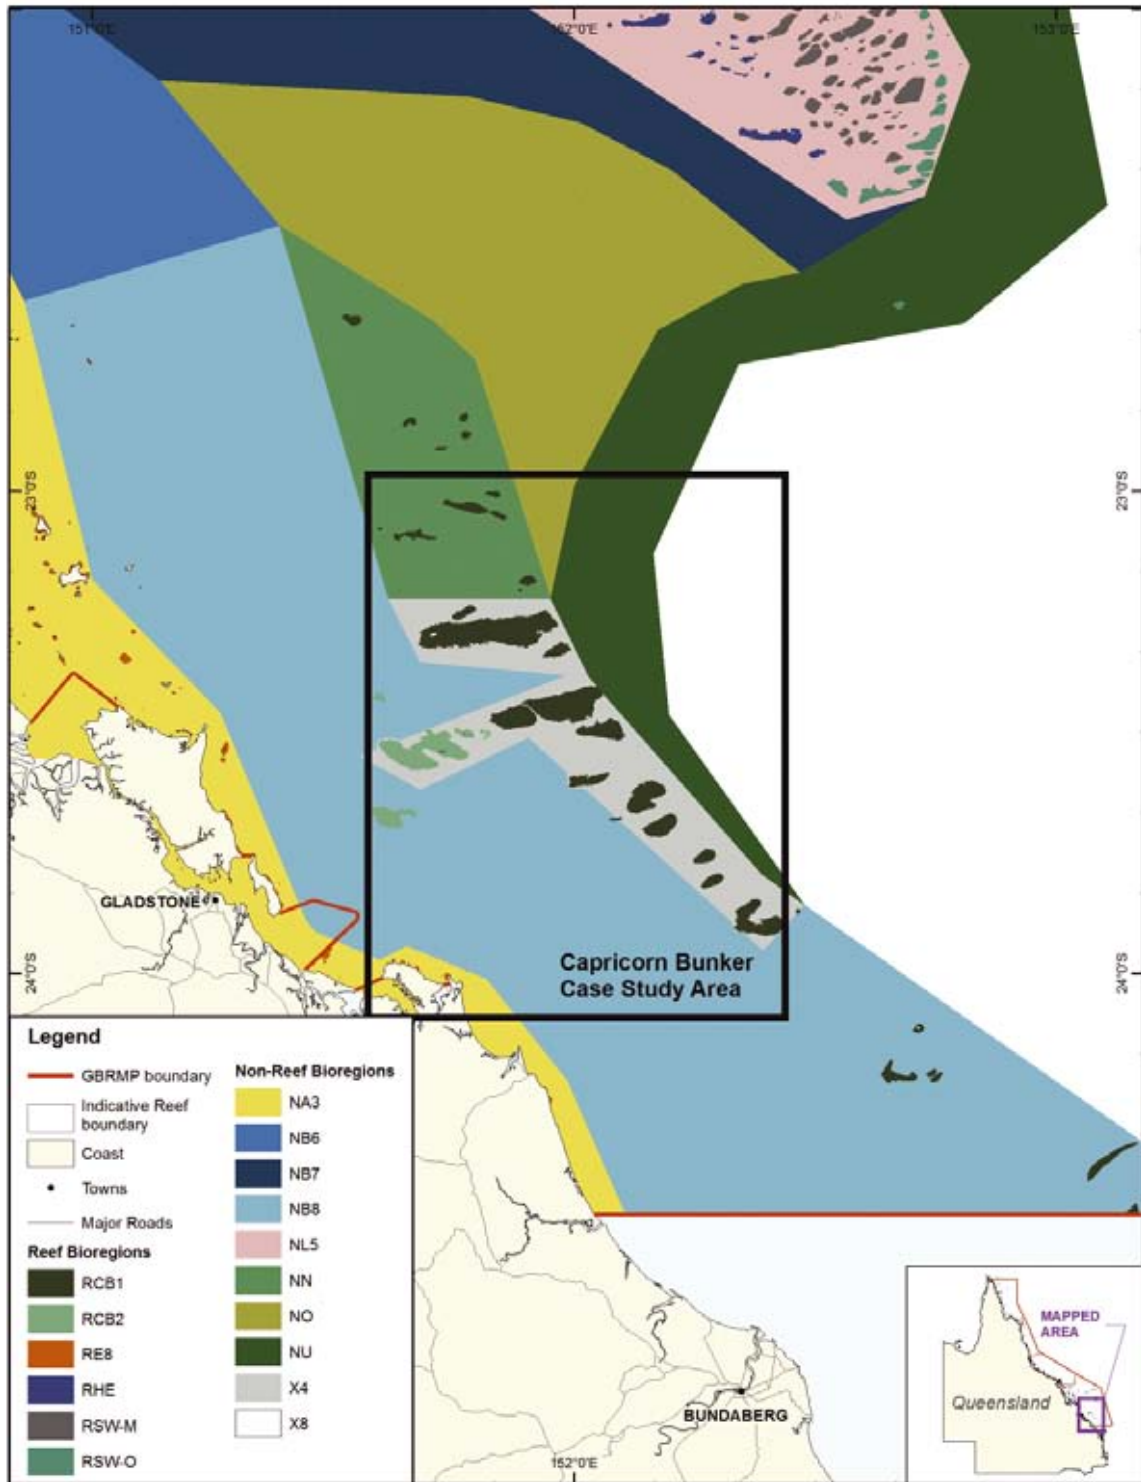 151°0'E
152°0'E
153°0'E
23°0'S
23°0'S
GLADSTONE
24°0'S
24°0'S
Capricorn Bunker
Case Study Area
Legend
GBRMP boundary
Indicative Reef
boundary
Coast
Towns
Major Roads
Reef Bioregions
RCB1
RCB2
RE8
RHE
RSW-M
RSW-O
Non-Reef Bioregions
NA3
NB6
NB7
NB8
NL5
NN
NO
NU
X4
X8
BUNDABERG
152°0'E
MAPPED
AREA
Queensland